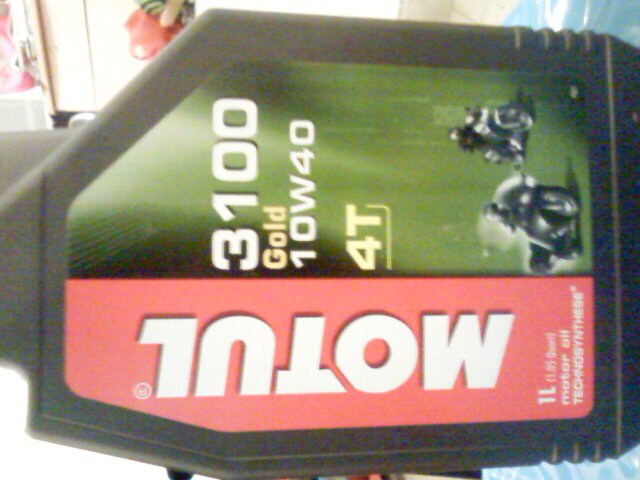 3100
Gold
10W40
4T
MOTUL®
1L (1.05 Quart)
motor oil
TECHNOSYNTHESE®